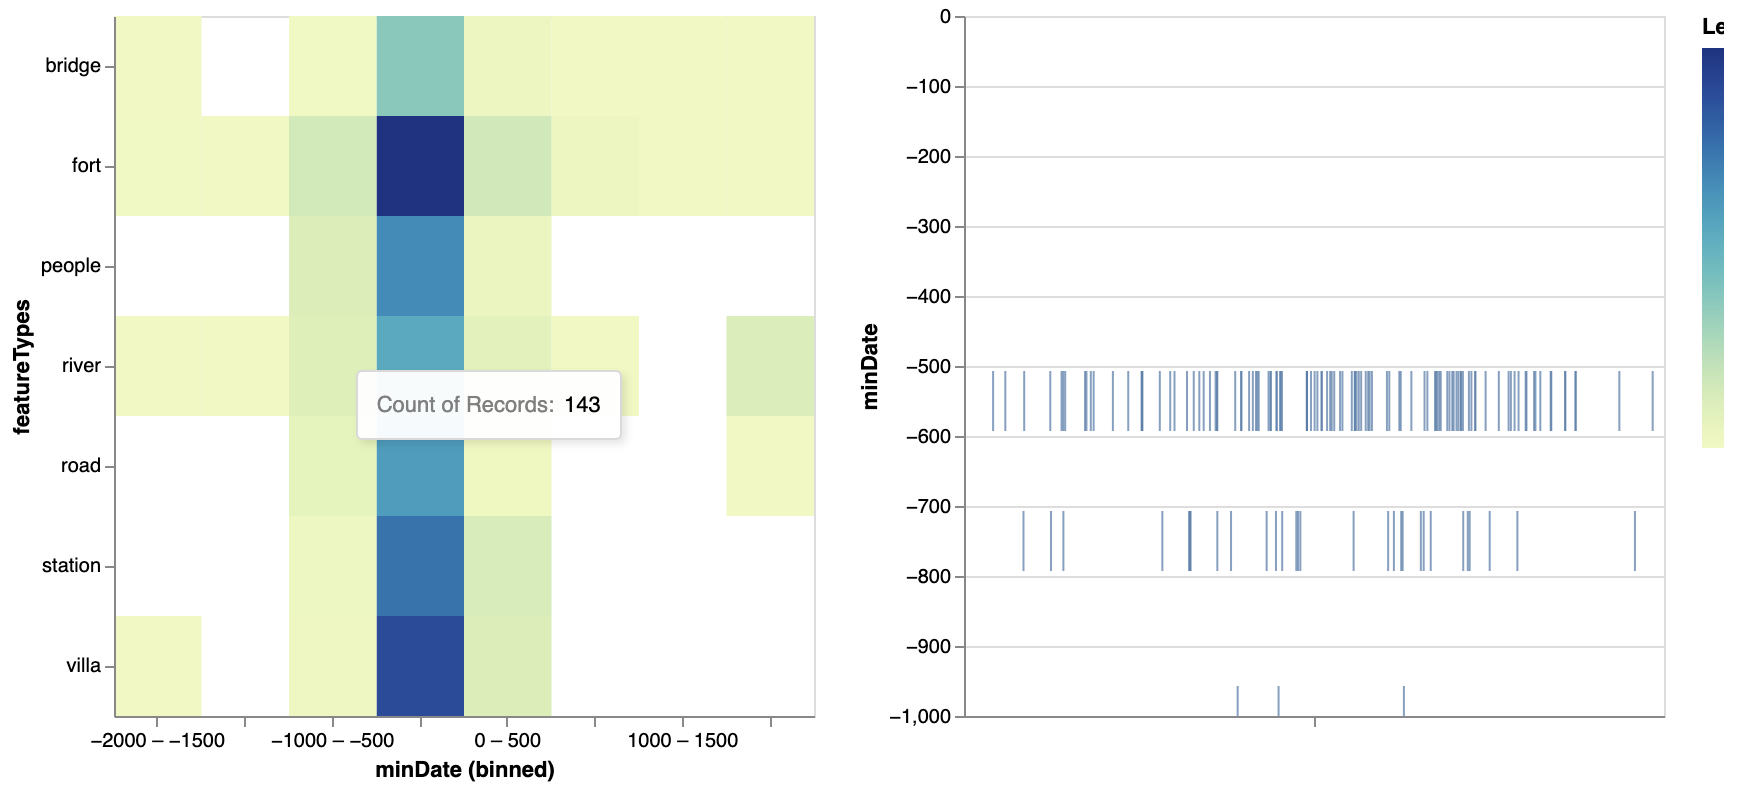 featureTypes
bridge
fort
people
river
road
station
villa
Count of Records: 143
−2000 – −1500
−1000 – −500
0 – 500
1000 – 1500
minDate (binned)
minDate
0
−100
−200
−300
−400
−500
−600
−700
−800
−900
−1,000
Le